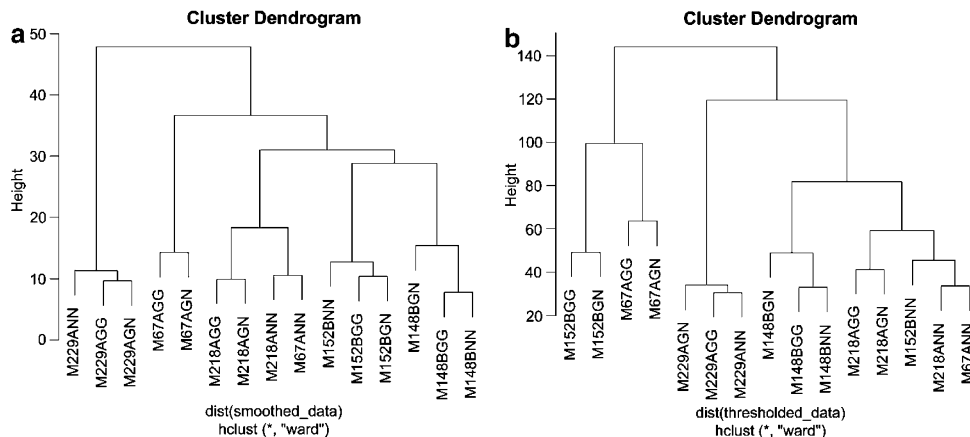 a
Cluster Dendrogram
Height
50
40
30
20
10
0
M229ANN
M229AGG
M229AGN
M67AGG
M67AGN
M218AGG
M218AGN
M218ANN
M67ANN
M152BNN
M152BGG
M152BGN
M148BGN
M148BGG
M148BNN
dist(smoothed_data)
hclust (*, "ward")
b
Cluster Dendrogram
Height
140
120
100
80
60
40
20
M152BGG
M152BGN
M67AGG
M67AGN
M229AGN
M229AGG
M229ANN
M148BGN
M148BGG
M148BNN
M218AGG
M218AGN
M152BNN
M218ANN
M67ANN
dist(thresholded_data)
hclust (*, "ward")